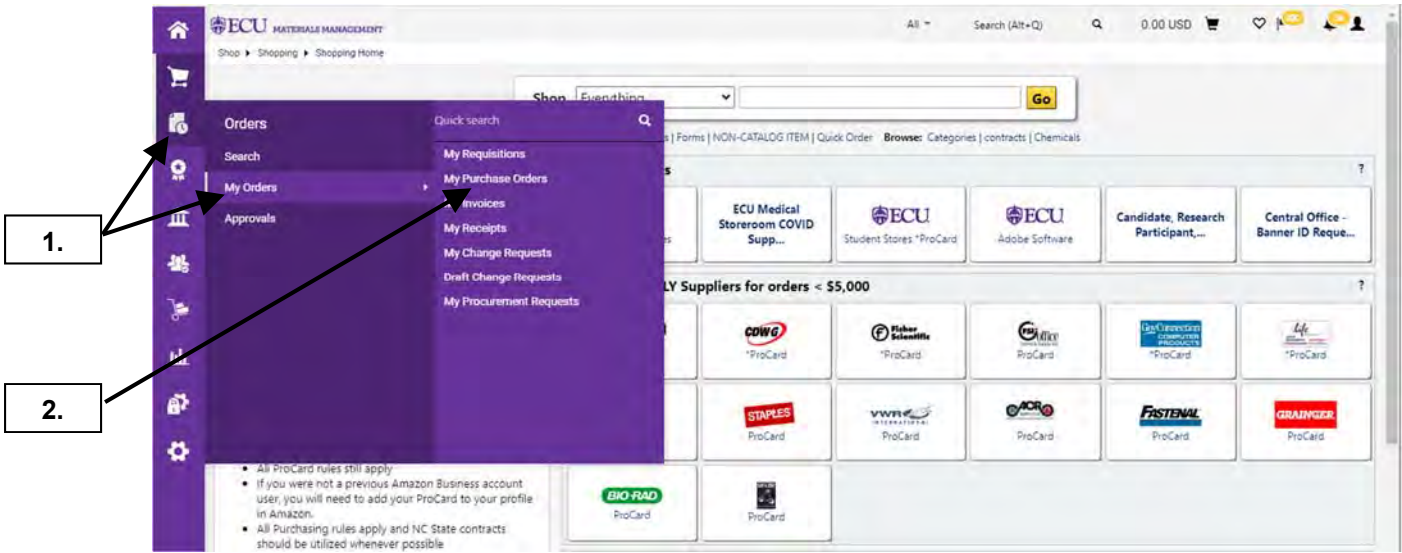 ECU MATERIALS MANAGEMENT
All
Search (Alt+Q)
0.00 USD
Shop ▸ Shopping ▸ Shopping Home
Shop Everything
Go
| Forms | NON-CATALOG ITEM | Quick Order Browse: Categories | contracts | Chemicals
Orders
Quick search
Search
My Orders
Approvals
My Requisitions
My Purchase Orders
Invoices
My Receipts
My Change Requests
Draft Change Requests
My Procurement Requests
1.
2.
?
ECU Medical
Storeroom COVID
Supp...
ECU
Student Stores *ProCard
ECU
Adobe Software
Candidate, Research
Participant,...
Central Office -
Banner ID Reque...
LY Suppliers for orders < $5,000
?
CDWG
*ProCard
Fisher
Scientific
*ProCard
Office
ProCard
GovConnection
COMPUTER
PRODUCTS
*ProCard
Life
*ProCard
STAPLES
ProCard
VWR
INTERNATIONAL
ProCard
ProCard
FASTENAL
ProCard
GRAINGER
ProCard
BIO-RAD
ProCard
ProCard
• All ProCard rules still apply
• If you were not a previous Amazon Business account
user, you will need to add your ProCard to your profile
in Amazon.
• All Purchasing rules apply and NC State contracts
should be utilized whenever possible